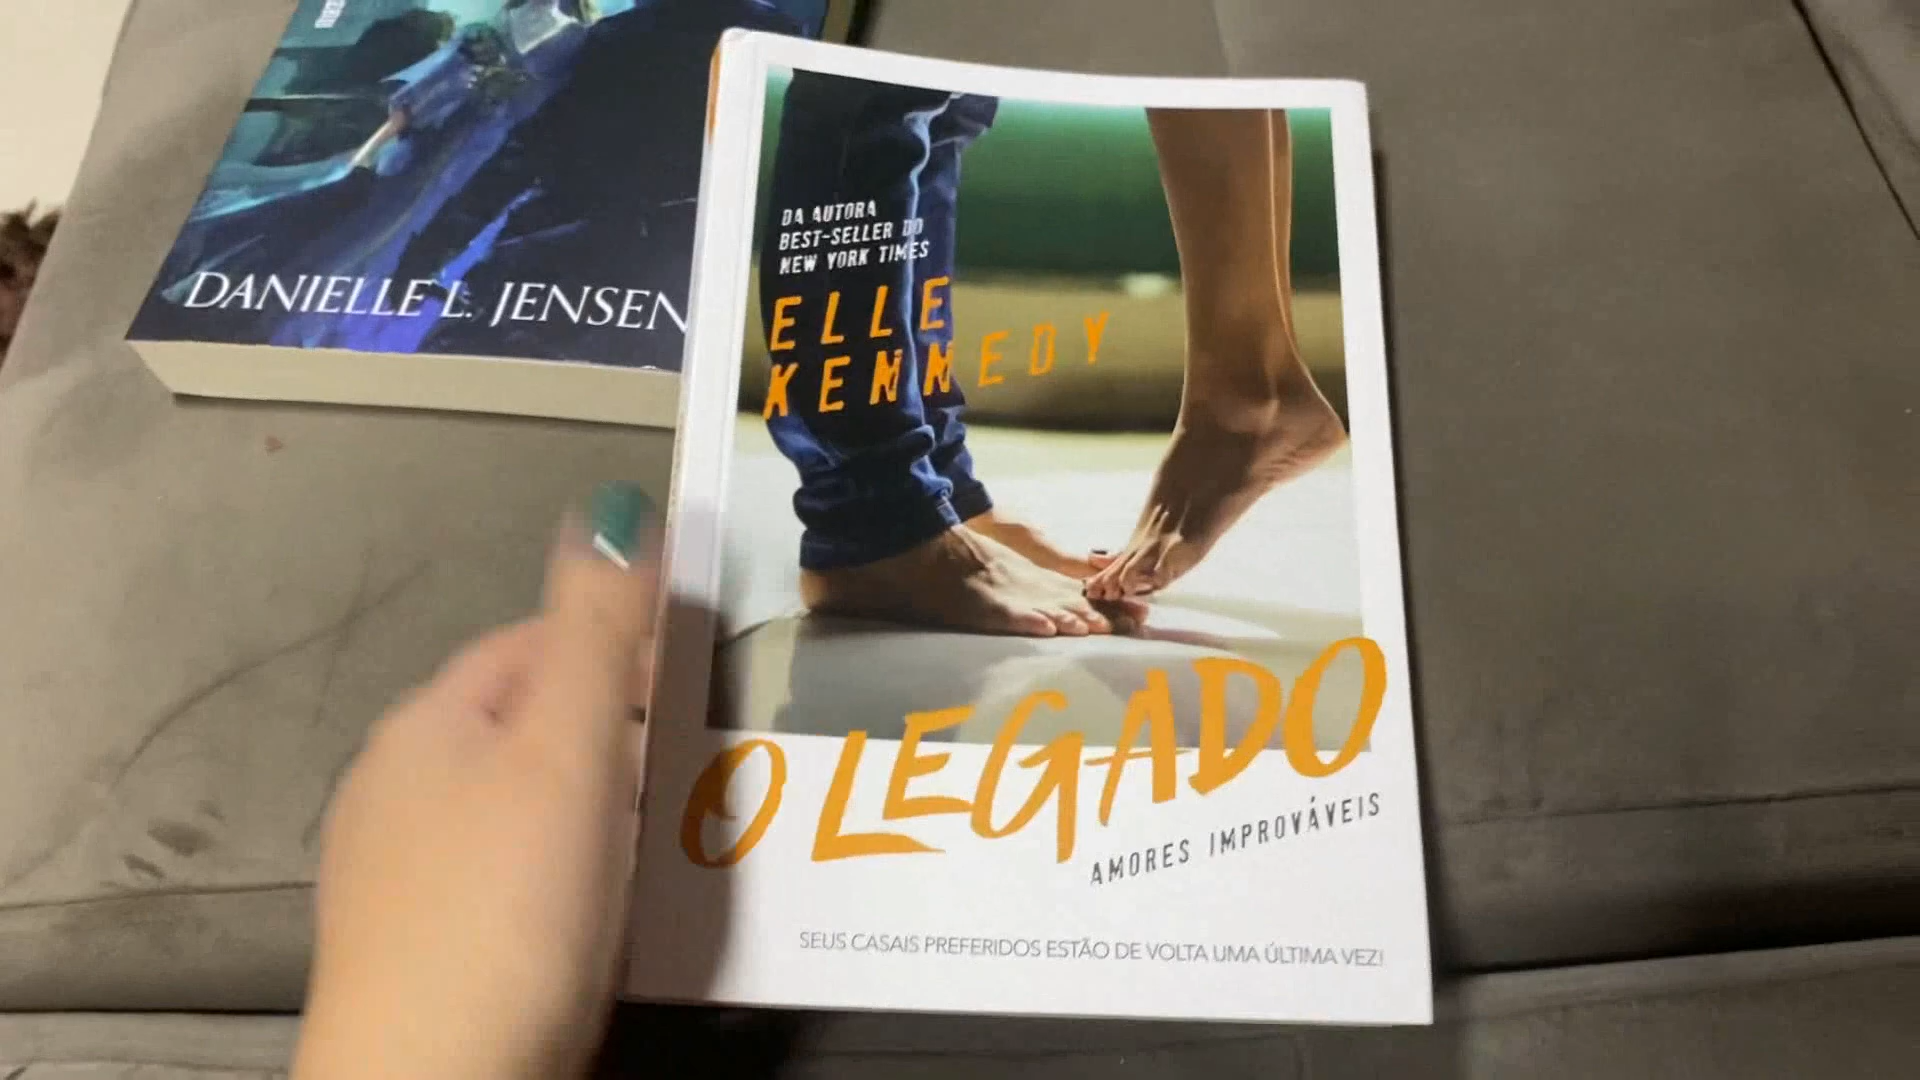 DANIELLE L. JENSEN
DA AUTORA
BEST-SELLER DO
NEW YORK TIMES
ELLE
KENNEDY
O LEGADO
AMORES IMPROVÁVEIS
SEUS CASAIS PREFERIDOS ESTÃO DE VOLTA UMA ÚLTIMA VEZ!